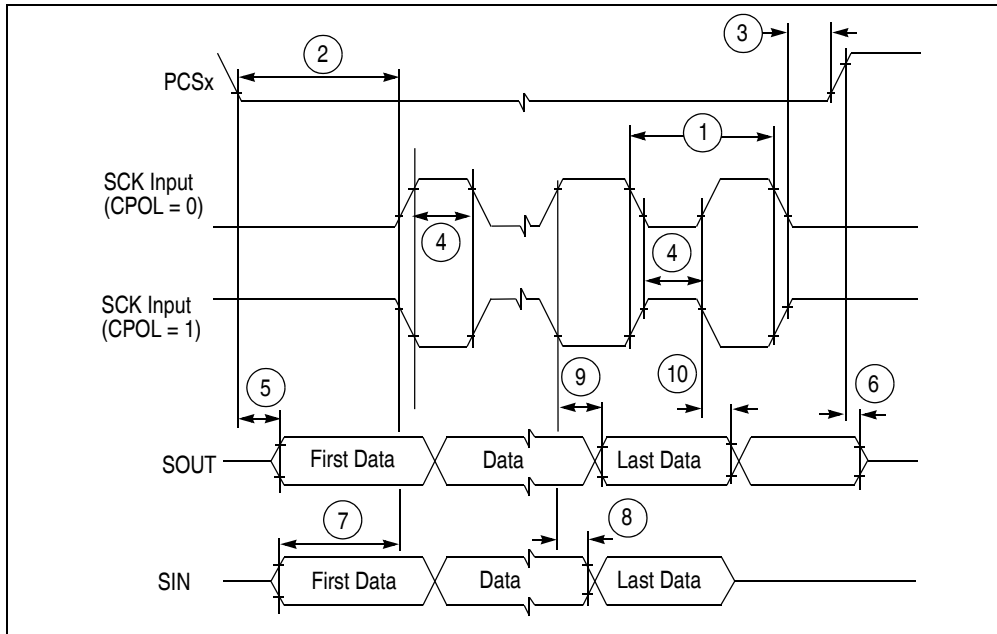 3
2
PCSx
1
SCK Input
(CPOL = 0)
4
4
SCK Input
(CPOL = 1)
5
9
10
6
SOUT
First Data
Data
Last Data
7
8
SIN
First Data
Data
Last Data